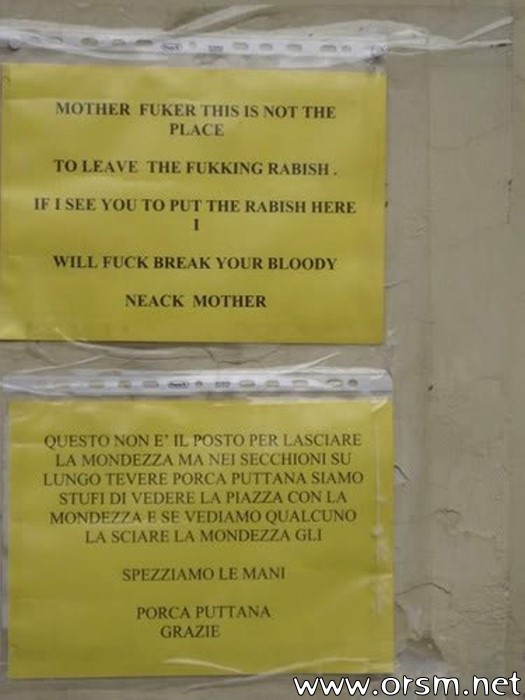 MOTHER FUKER THIS IS NOT THE
PLACE
TO LEAVE THE FUKKING RABISH .
IF I SEE YOU TO PUT THE RABISH HERE
I
WILL FUCK BREAK YOUR BLOODY
NEACK MOTHER
QUESTO NON E' IL POSTO PER LASCIARE
LA MONDEZZA MA NEI SECCHIONI SU
LUNGO TEVERE PORCA PUTTANA SIAMO
STUFI DI VEDERE LA PIAZZA CON LA
MONDEZZA E SE VEDIAMO QUALCUNO
LA SCIARE LA MONDEZZA GLI
SPEZZIAMO LE MANI
PORCA PUTTANA
GRAZIE
www.orsm.net